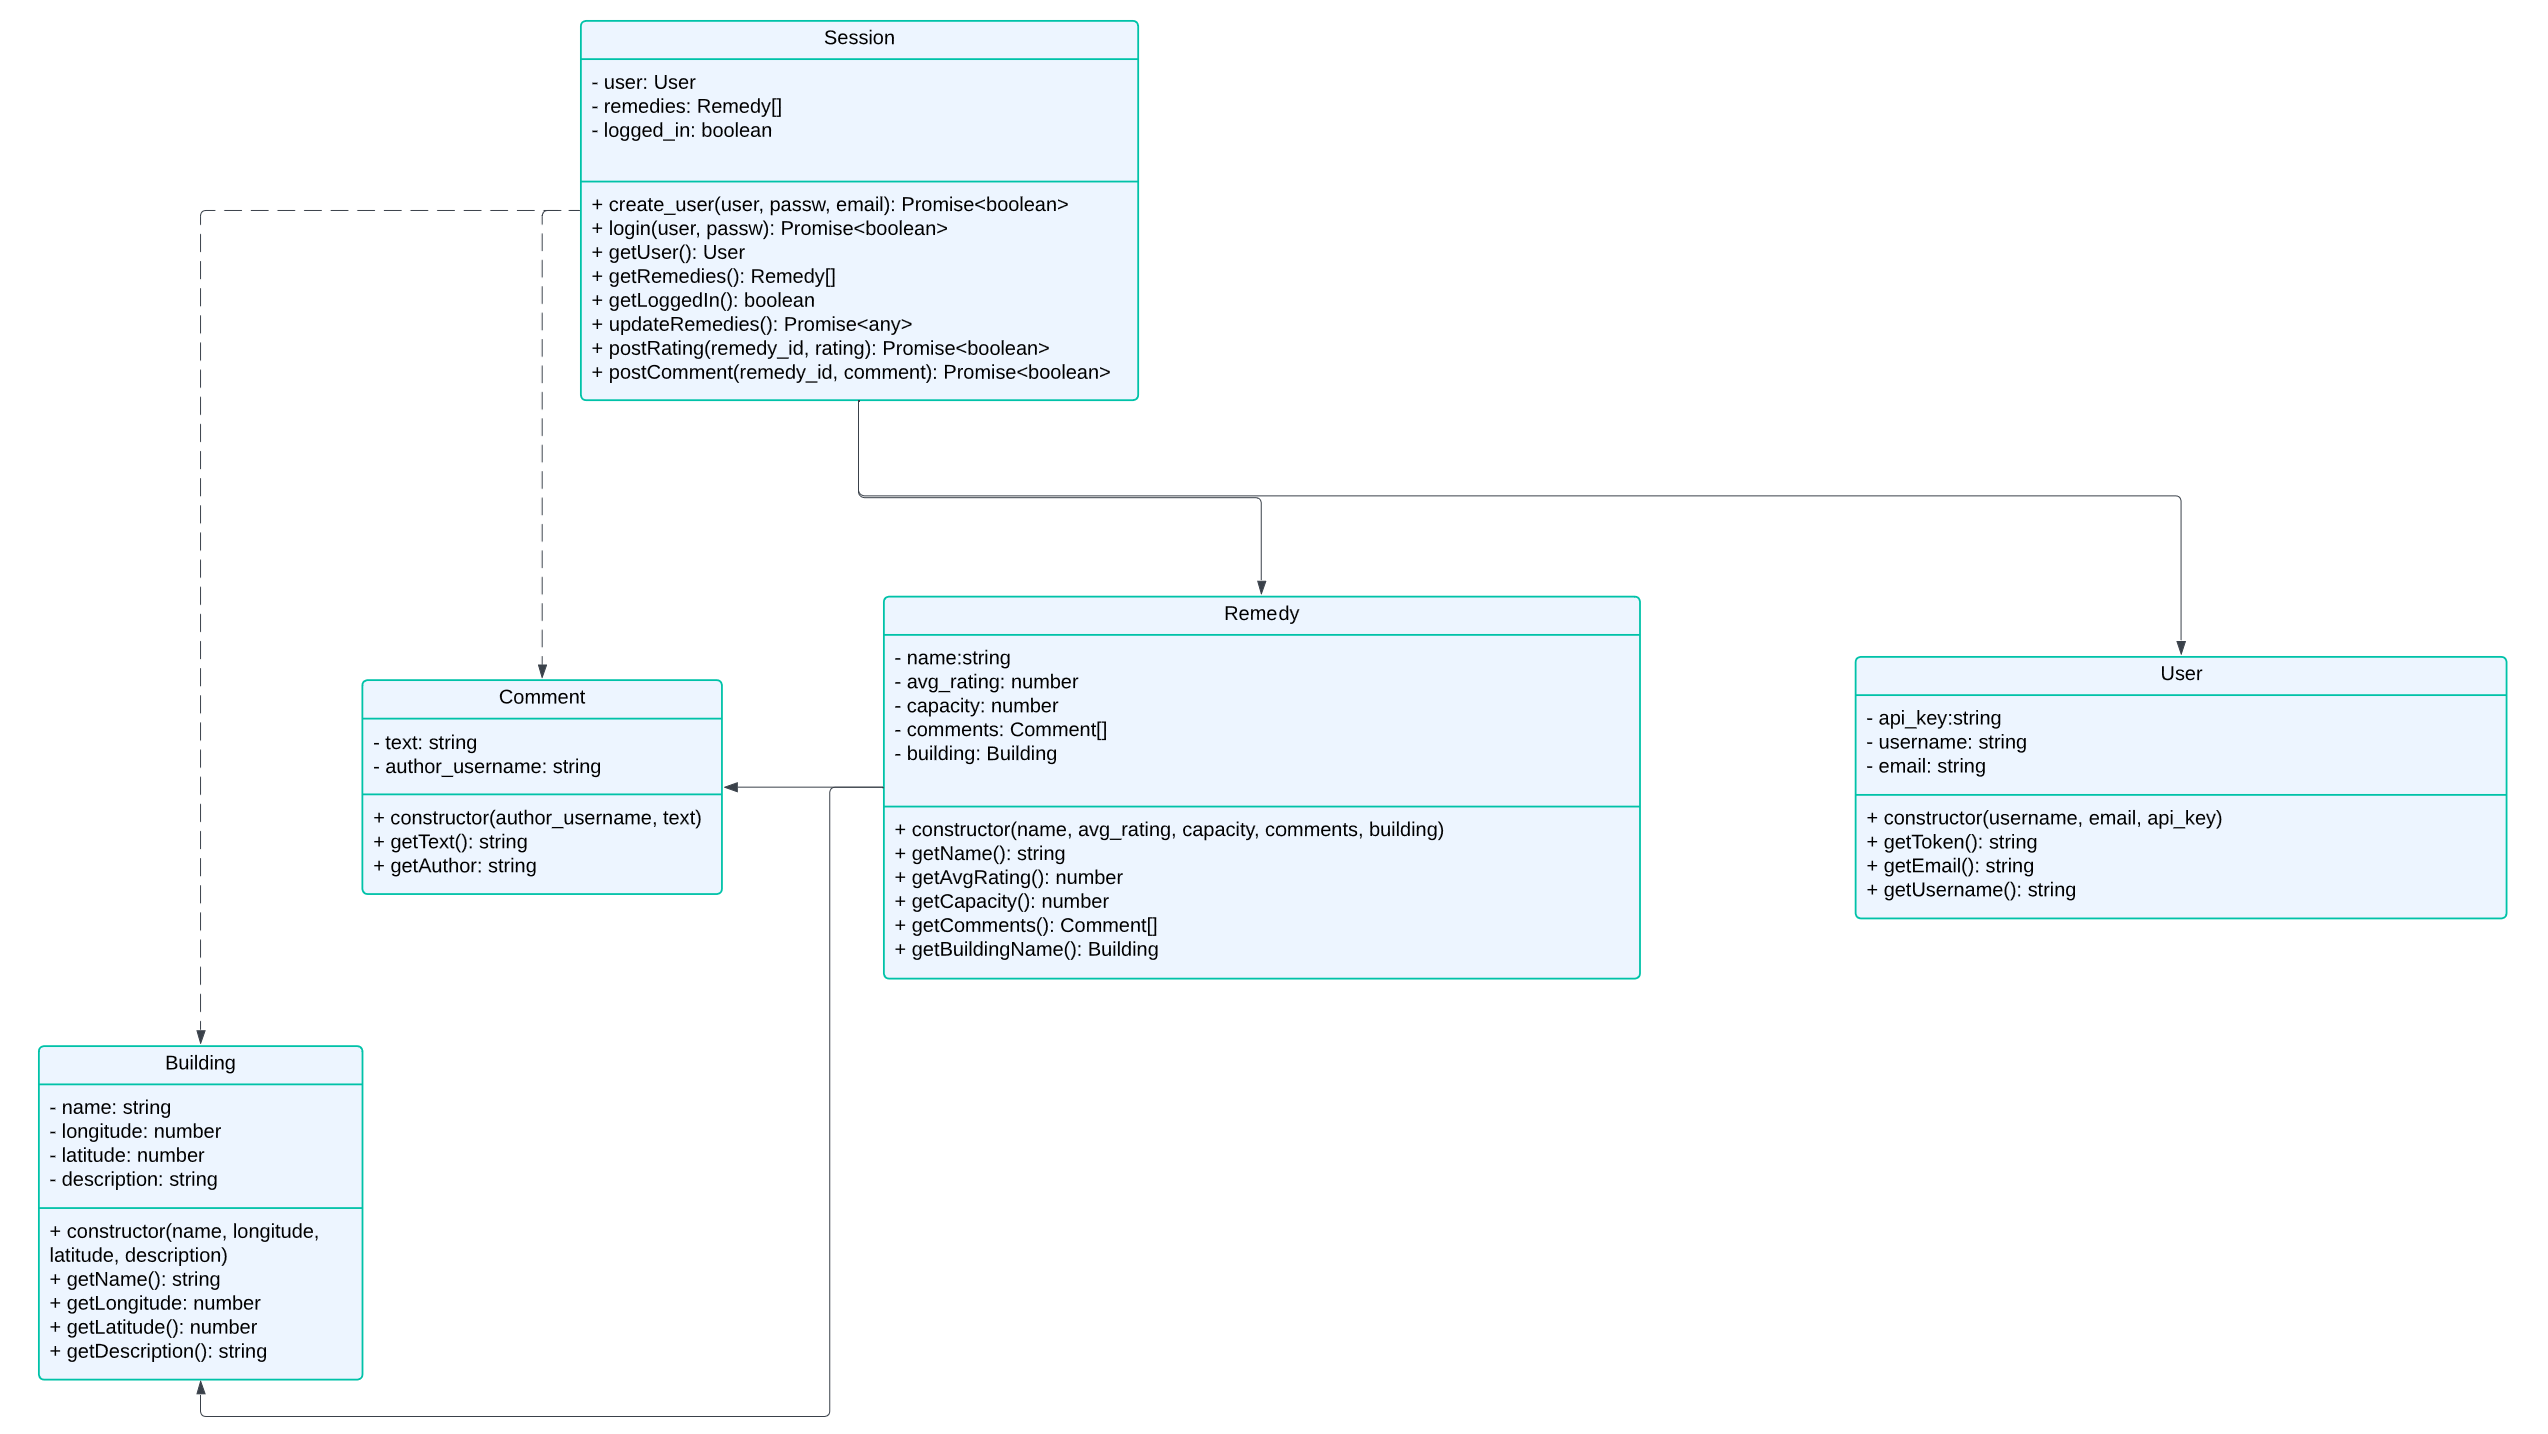 Session
- user: User
- remedies: Remedy[]
- logged_in: boolean
+ create_user(user, passw, email): Promise<boolean>
+ login(user, passw): Promise<boolean>
+ getUser(): User
+ getRemedies(): Remedy[]
+ getLoggedIn(): boolean
+ updateRemedies(): Promise<any>
+ postRating(remedy_id, rating): Promise<boolean>
+ postComment(remedy_id, comment): Promise<boolean>
Comment
- text: string
- author_username: string
+ constructor(author_username, text)
+ getText(): string
+ getAuthor: string
Remedy
- name:string
- avg_rating: number
- capacity: number
- comments: Comment[]
- building: Building
+ constructor(name, avg_rating, capacity, comments, building)
+ getName(): string
+ getAvgRating(): number
+ getCapacity(): number
+ getComments(): Comment[]
+ getBuildingName(): Building
User
- api_key:string
- username: string
- email: string
+ constructor(username, email, api_key)
+ getToken(): string
+ getEmail(): string
+ getUsername(): string
Building
- name: string
- longitude: number
- latitude: number
- description: string
+ constructor(name, longitude,
latitude, description)
+ getName(): string
+ getLongitude: number
+ getLatitude(): number
+ getDescription(): string